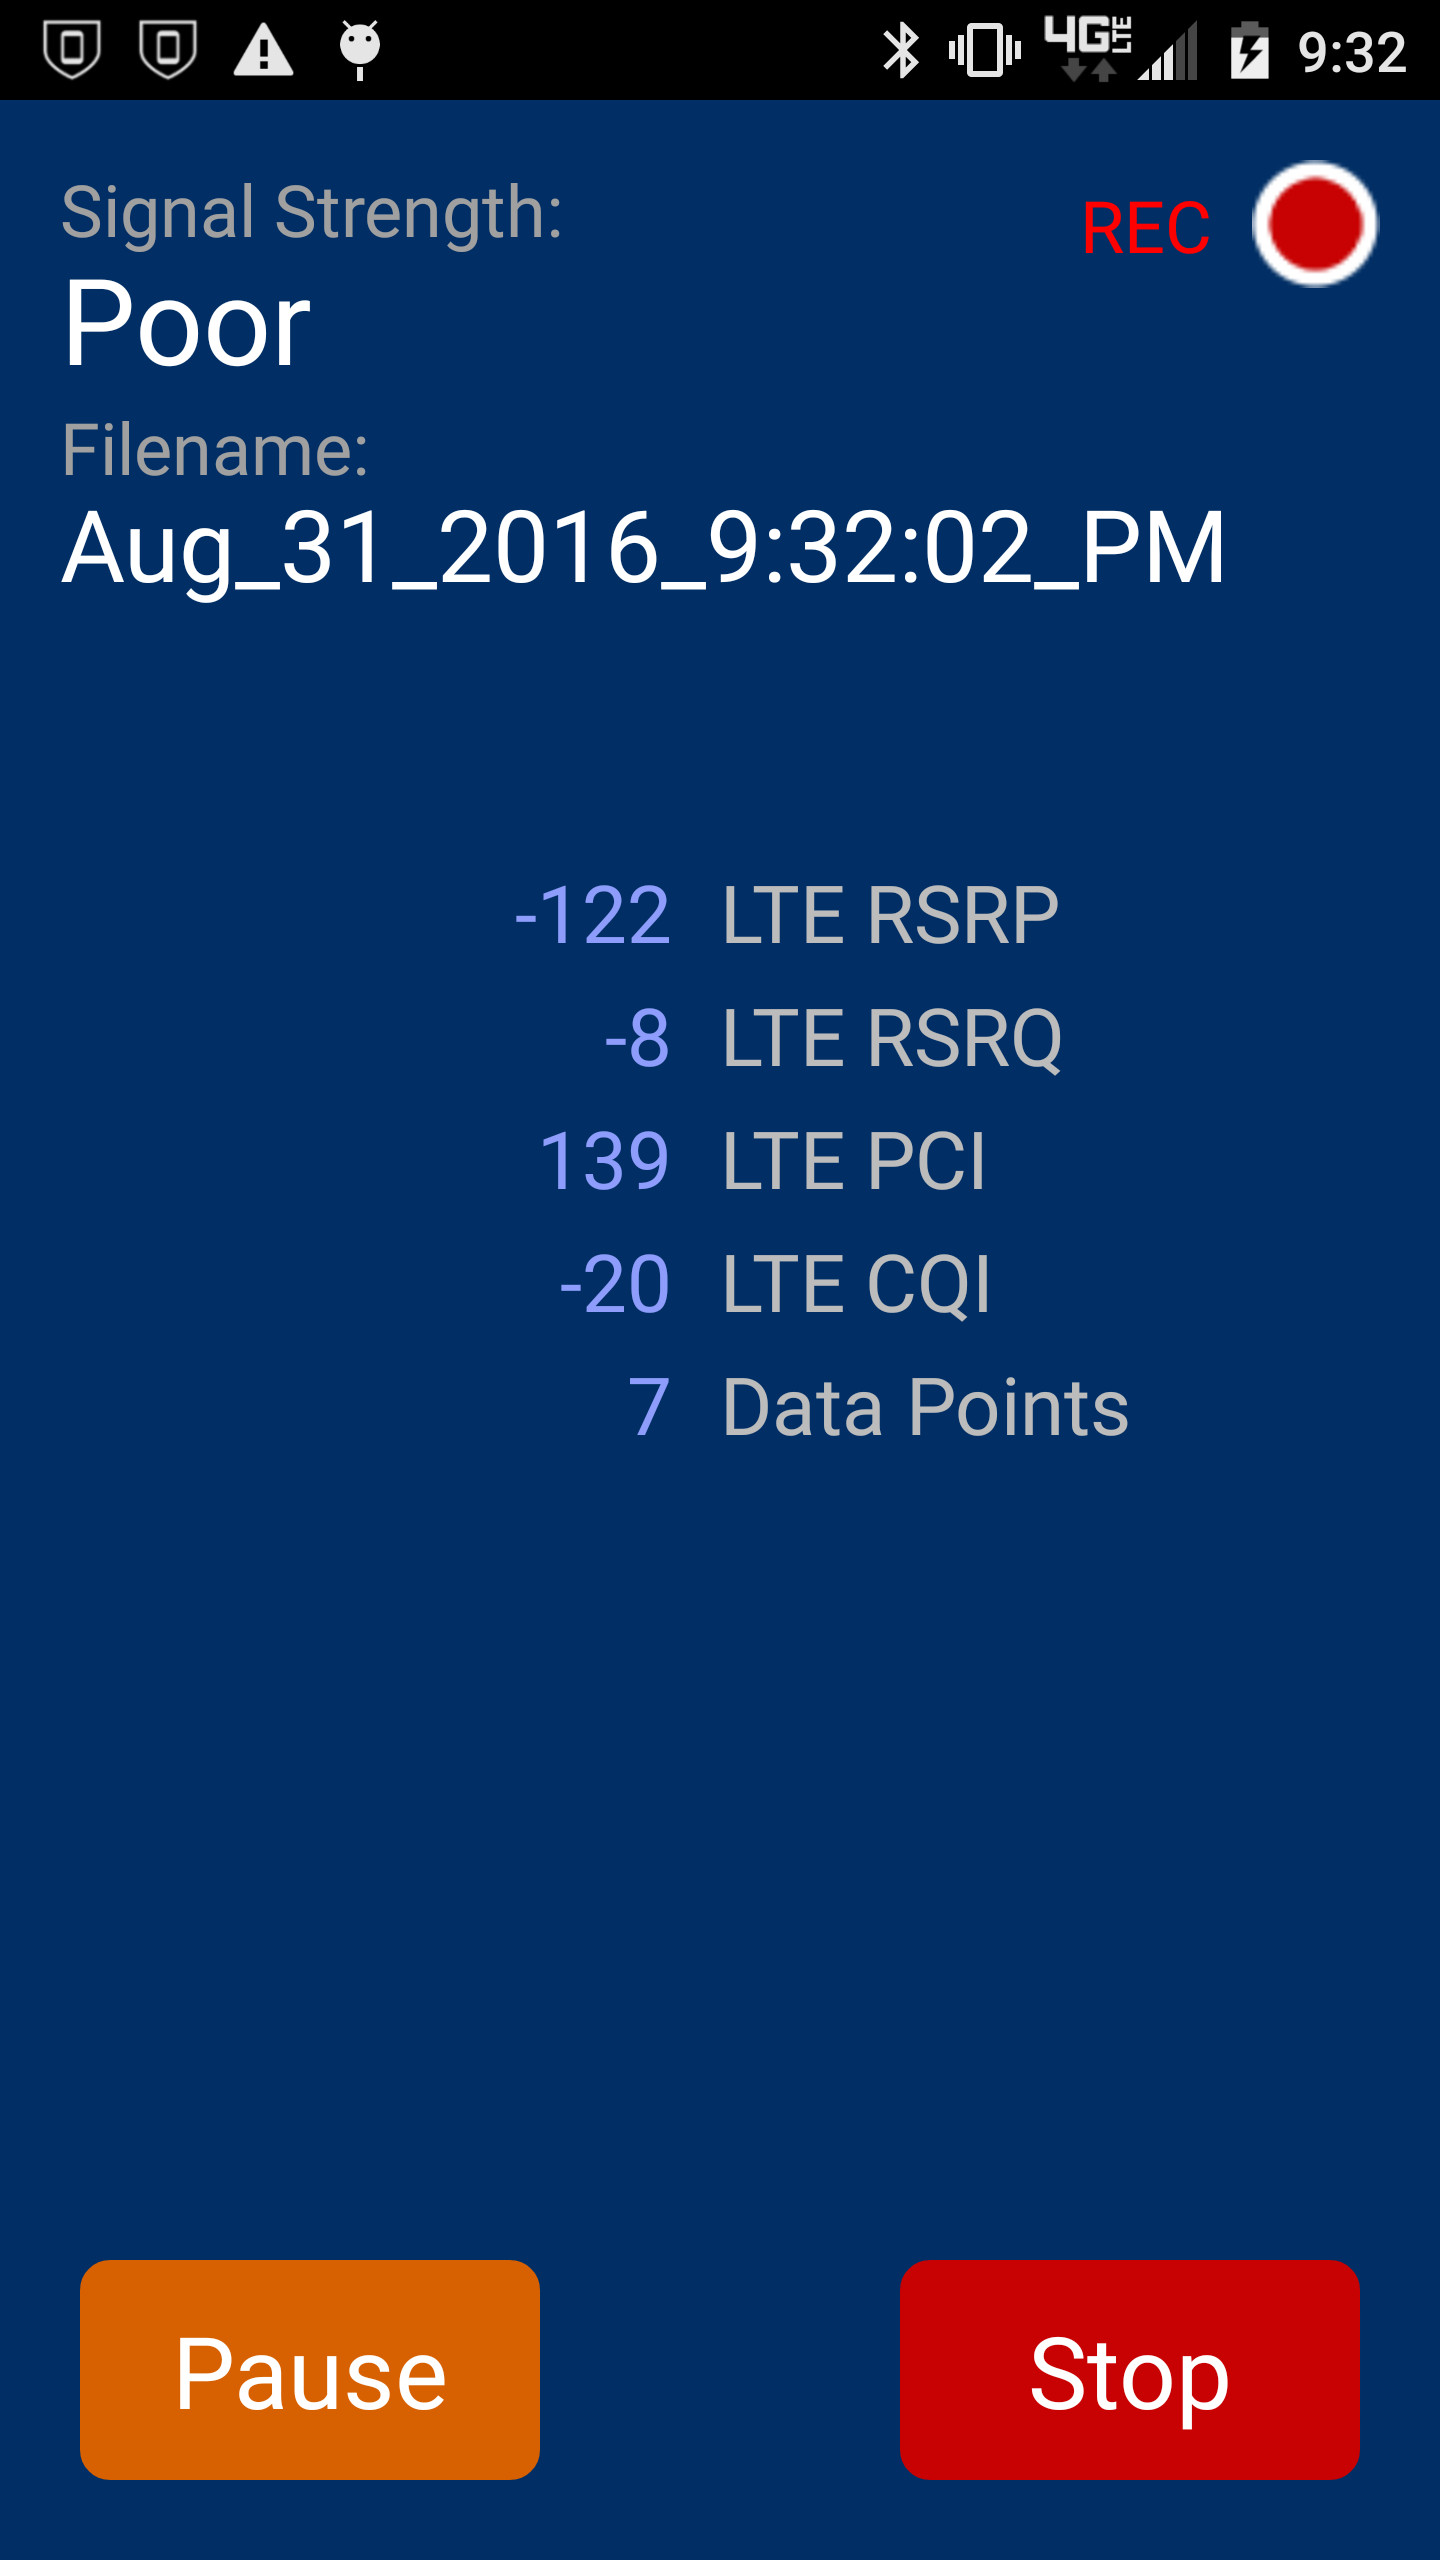 4G LTE 9:32
Signal Strength:
REC
Poor
Filename:
Aug_31_2016_9:32:02_PM
-122 LTE RSRP
-8 LTE RSRQ
139 LTE PCI
-20 LTE CQI
7 Data Points
Pause
Stop